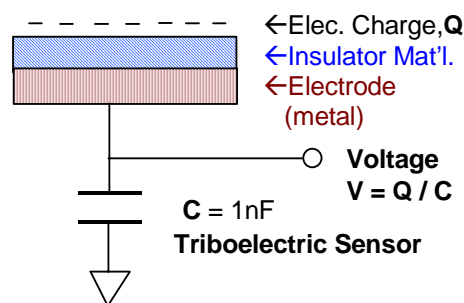 ←Elec. Charge,Q
←Insulator Mat'l.
←Electrode
(metal)
Voltage
V = Q / C
C = 1nF
Triboelectric Sensor